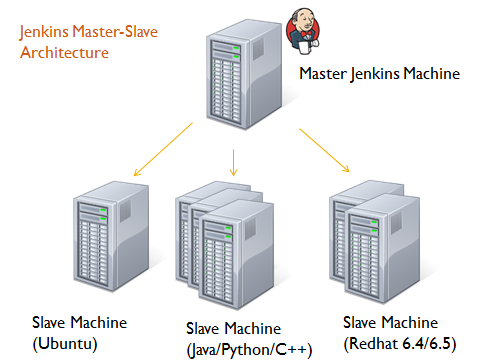 Jenkins Master-Slave
Architecture
Master Jenkins Machine
Slave Machine
(Ubuntu)
Slave Machine
(Java/Python/C++)
Slave Machine
(Redhat 6.4/6.5)